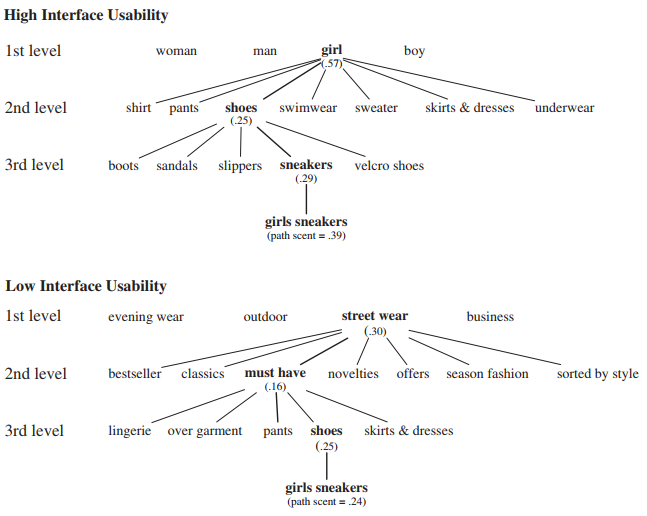 High Interface Usability
1st level woman man girl boy
(.57)
2nd level shirt pants shoes swimwear sweater skirts & dresses underwear
(.25)
3rd level boots sandals slippers sneakers velcro shoes
(.29)
girls sneakers
(path scent = .39)
Low Interface Usability
1st level evening wear outdoor street wear business
(.30)
2nd level bestseller classics must have novelties offers season fashion sorted by style
(.16)
3rd level lingerie over garment pants shoes skirts & dresses
(.25)
girls sneakers
(path scent = .24)